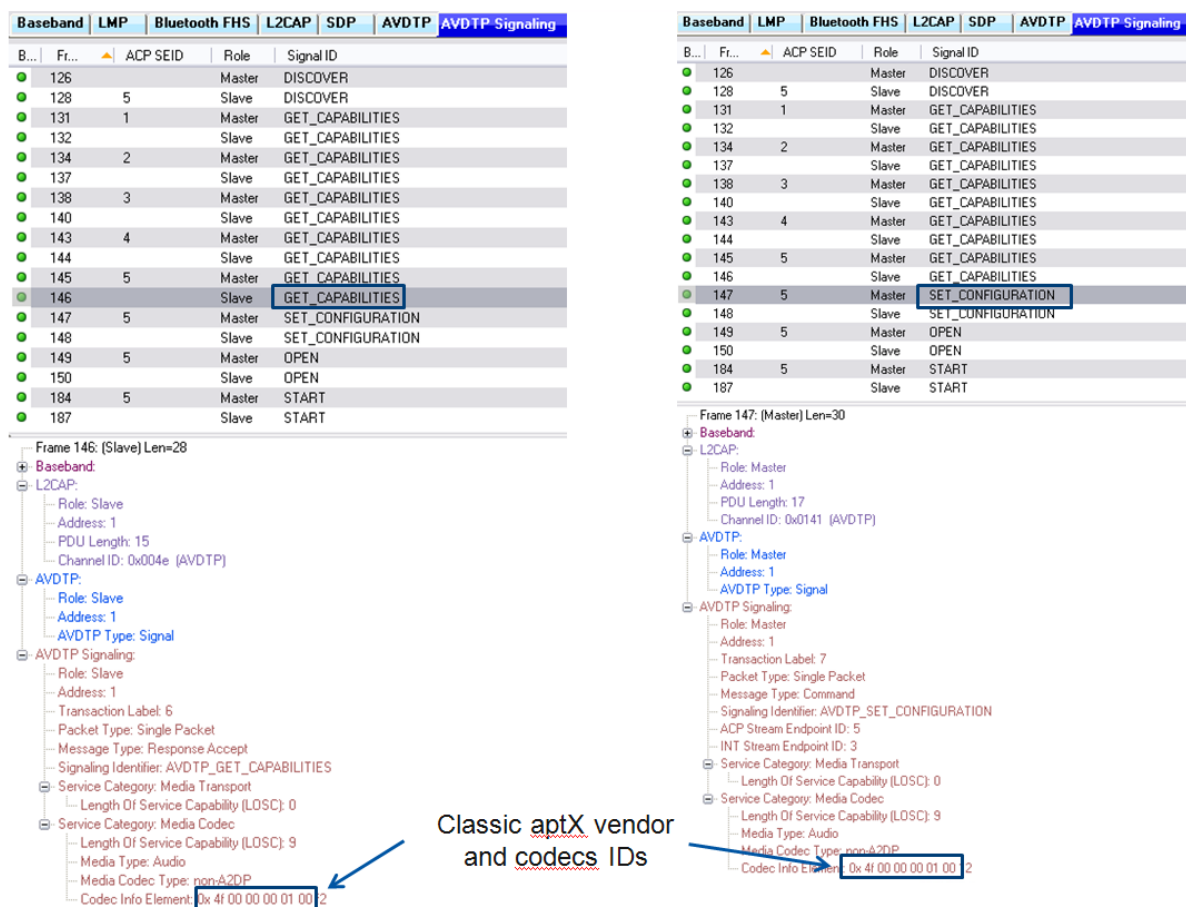 Baseband LMP Bluetooth FHS L2CAP SDP AVDTP AVDTP Signaling
B... Fr... ACP SEID Role Signal ID
126 Master DISCOVER
128 5 Slave DISCOVER
131 1 Master GET_CAPABILITIES
132 Slave GET_CAPABILITIES
134 2 Master GET_CAPABILITIES
137 Slave GET_CAPABILITIES
138 3 Master GET_CAPABILITIES
140 Slave GET_CAPABILITIES
143 4 Master GET_CAPABILITIES
144 Slave GET_CAPABILITIES
145 5 Master GET_CAPABILITIES
146 Slave GET_CAPABILITIES
147 5 Master SET_CONFIGURATION
148 Slave SET_CONFIGURATION
149 5 Master OPEN
150 Slave OPEN
184 5 Master START
187 Slave START
Frame 146: (Slave) Len=28
Baseband:
L2CAP:
Role: Slave
Address: 1
PDU Length: 15
Channel ID: 0x004e (AVDTP)
AVDTP:
Role: Slave
Address: 1
AVDTP Type: Signal
AVDTP Signaling:
Role: Slave
Address: 1
Transaction Label: 6
Packet Type: Single Packet
Message Type: Response Accept
Signaling Identifier: AVDTP_GET_CAPABILITIES
Service Category: Media Transport
Length Of Service Capability (LOSC): 0
Service Category: Media Codec
Length Of Service Capability (LOSC): 9
Media Type: Audio
Media Codec Type: non-A2DP
Codec Info Element: 0x 4f 00 00 00 01 00 f2
Classic aptX vendor
and codecs IDs
Baseband LMP Bluetooth FHS L2CAP SDP AVDTP AVDTP Signaling
B... Fr... ACP SEID Role Signal ID
126 Master DISCOVER
128 5 Slave DISCOVER
131 1 Master GET_CAPABILITIES
132 Slave GET_CAPABILITIES
134 2 Master GET_CAPABILITIES
137 Slave GET_CAPABILITIES
138 3 Master GET_CAPABILITIES
140 Slave GET_CAPABILITIES
143 4 Master GET_CAPABILITIES
144 Slave GET_CAPABILITIES
145 5 Master GET_CAPABILITIES
146 Slave GET_CAPABILITIES
147 5 Master SET_CONFIGURATION
148 Slave SET_CONFIGURATION
149 5 Master OPEN
150 Slave OPEN
184 5 Master START
187 Slave START
Frame 147: (Master) Len=30
Baseband:
L2CAP:
Role: Master
Address: 1
PDU Length: 17
Channel ID: 0x0141 (AVDTP)
AVDTP:
Role: Master
Address: 1
AVDTP Type: Signal
AVDTP Signaling:
Role: Master
Address: 1
Transaction Label: 7
Packet Type: Single Packet
Message Type: Command
Signaling Identifier: AVDTP_SET_CONFIGURATION
ACP Stream Endpoint ID: 5
INT Stream Endpoint ID: 3
Service Category: Media Transport
Length Of Service Capability (LOSC): 0
Service Category: Media Codec
Length Of Service Capability (LOSC): 9
Media Type: Audio
Media Codec Type: non-A2DP
Codec Info Element: 0x 4f 00 00 00 01 00